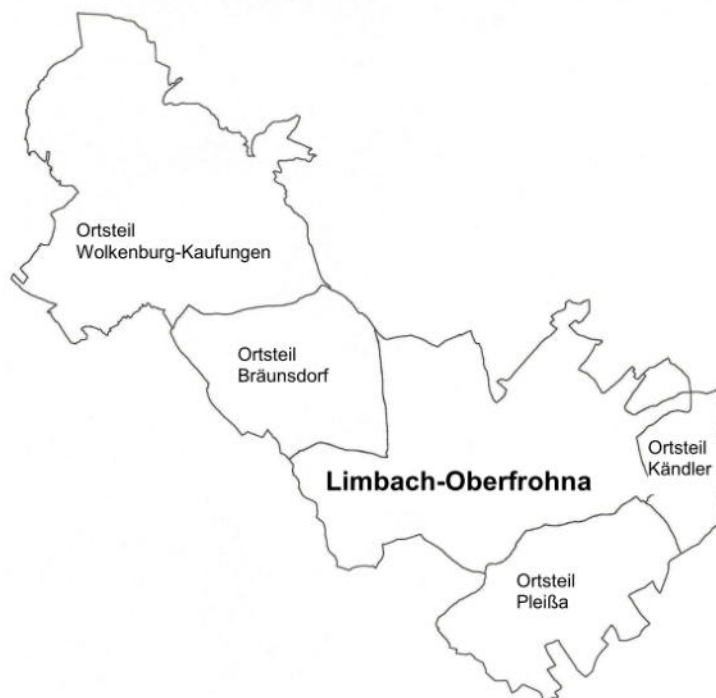 Ortsteil
Wolkenburg-Kaufungen
Ortsteil
Bräunsdorf
Limbach-Oberfrohna
Ortsteil
Kändler
Ortsteil
Pleißa